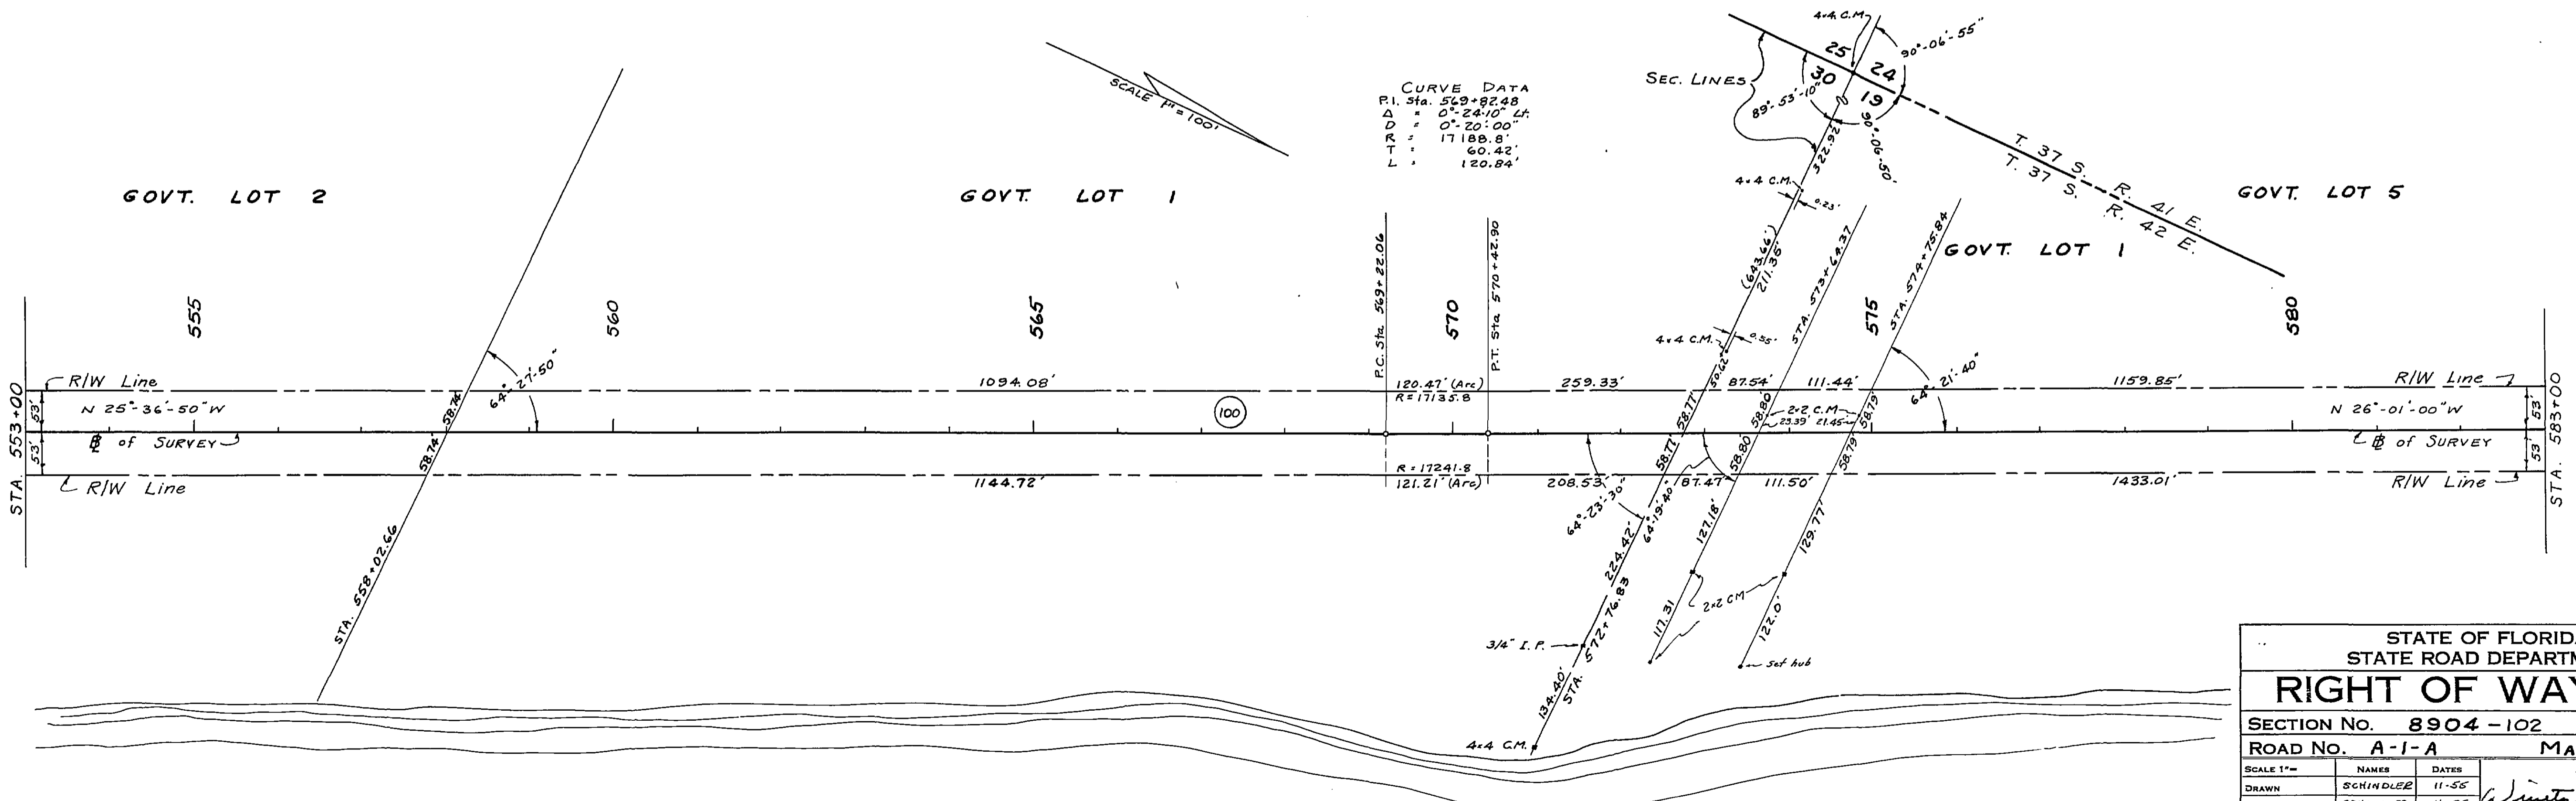 4x4 C.M.
90°-06'-55"
25
24
30
19
SEC. LINES
89°-53'-10"
90°-06'-50"
322.92'
SCALE 1"=100'
CURVE DATA
P.I. Sta. 569+82.48
Δ = 0°-24'-10" Lt.
D = 0°-20'-00"
R = 17188.8'
T = 60.42'
L = 120.84'
T. 37 S. R. 41 E.
T. 37 S. R. 42 E.
GOVT. LOT 2
GOVT. LOT 1
GOVT. LOT 5
GOVT. LOT 1
4x4 C.M.
0.23'
(643.66')
211.35'
STA. 573+64.37
STA. 574+75.84
P.C. Sta 569+22.06
P.T. Sta 570+42.90
555
560
565
570
575
580
4x4 C.M.
0.55'
50.62'
64°-27'-50"
64°-21'-40"
STA. 553+00
R/W Line
1094.08'
120.47' (Arc)
R=17135.8
259.33'
87.54'
111.44'
1159.85'
R/W Line
STA. 583+00
53'
N 25°-36'-50" W
58.74'
100
58.77'
58.80'
2x2 C.M.
23.39'
21.45'
58.79'
N 26°-01'-00" W
53'
53'
℄ of SURVEY
58.74'
58.77'
58.80'
58.79'
℄ of SURVEY
53'
R/W Line
1144.72'
R=17241.8
121.21' (Arc)
208.53'
87.47'
111.50'
1433.01'
R/W Line
64°-23'-30"
64°-19'-40"
STA. 558+02.66
224.42'
127.18'
129.77'
STA. 572+76.83
117.31
2x2 CM
122.0'
3/4" I.P.
Set hub
134.40'
4x4 C.M.
STATE OF FLORID
STATE ROAD DEPARTM
RIGHT OF WAY
SECTION No. 8904-102
ROAD No. A-1-A MA
SCALE 1"= NAMES DATES
DRAWN SCHINDLER 11-55